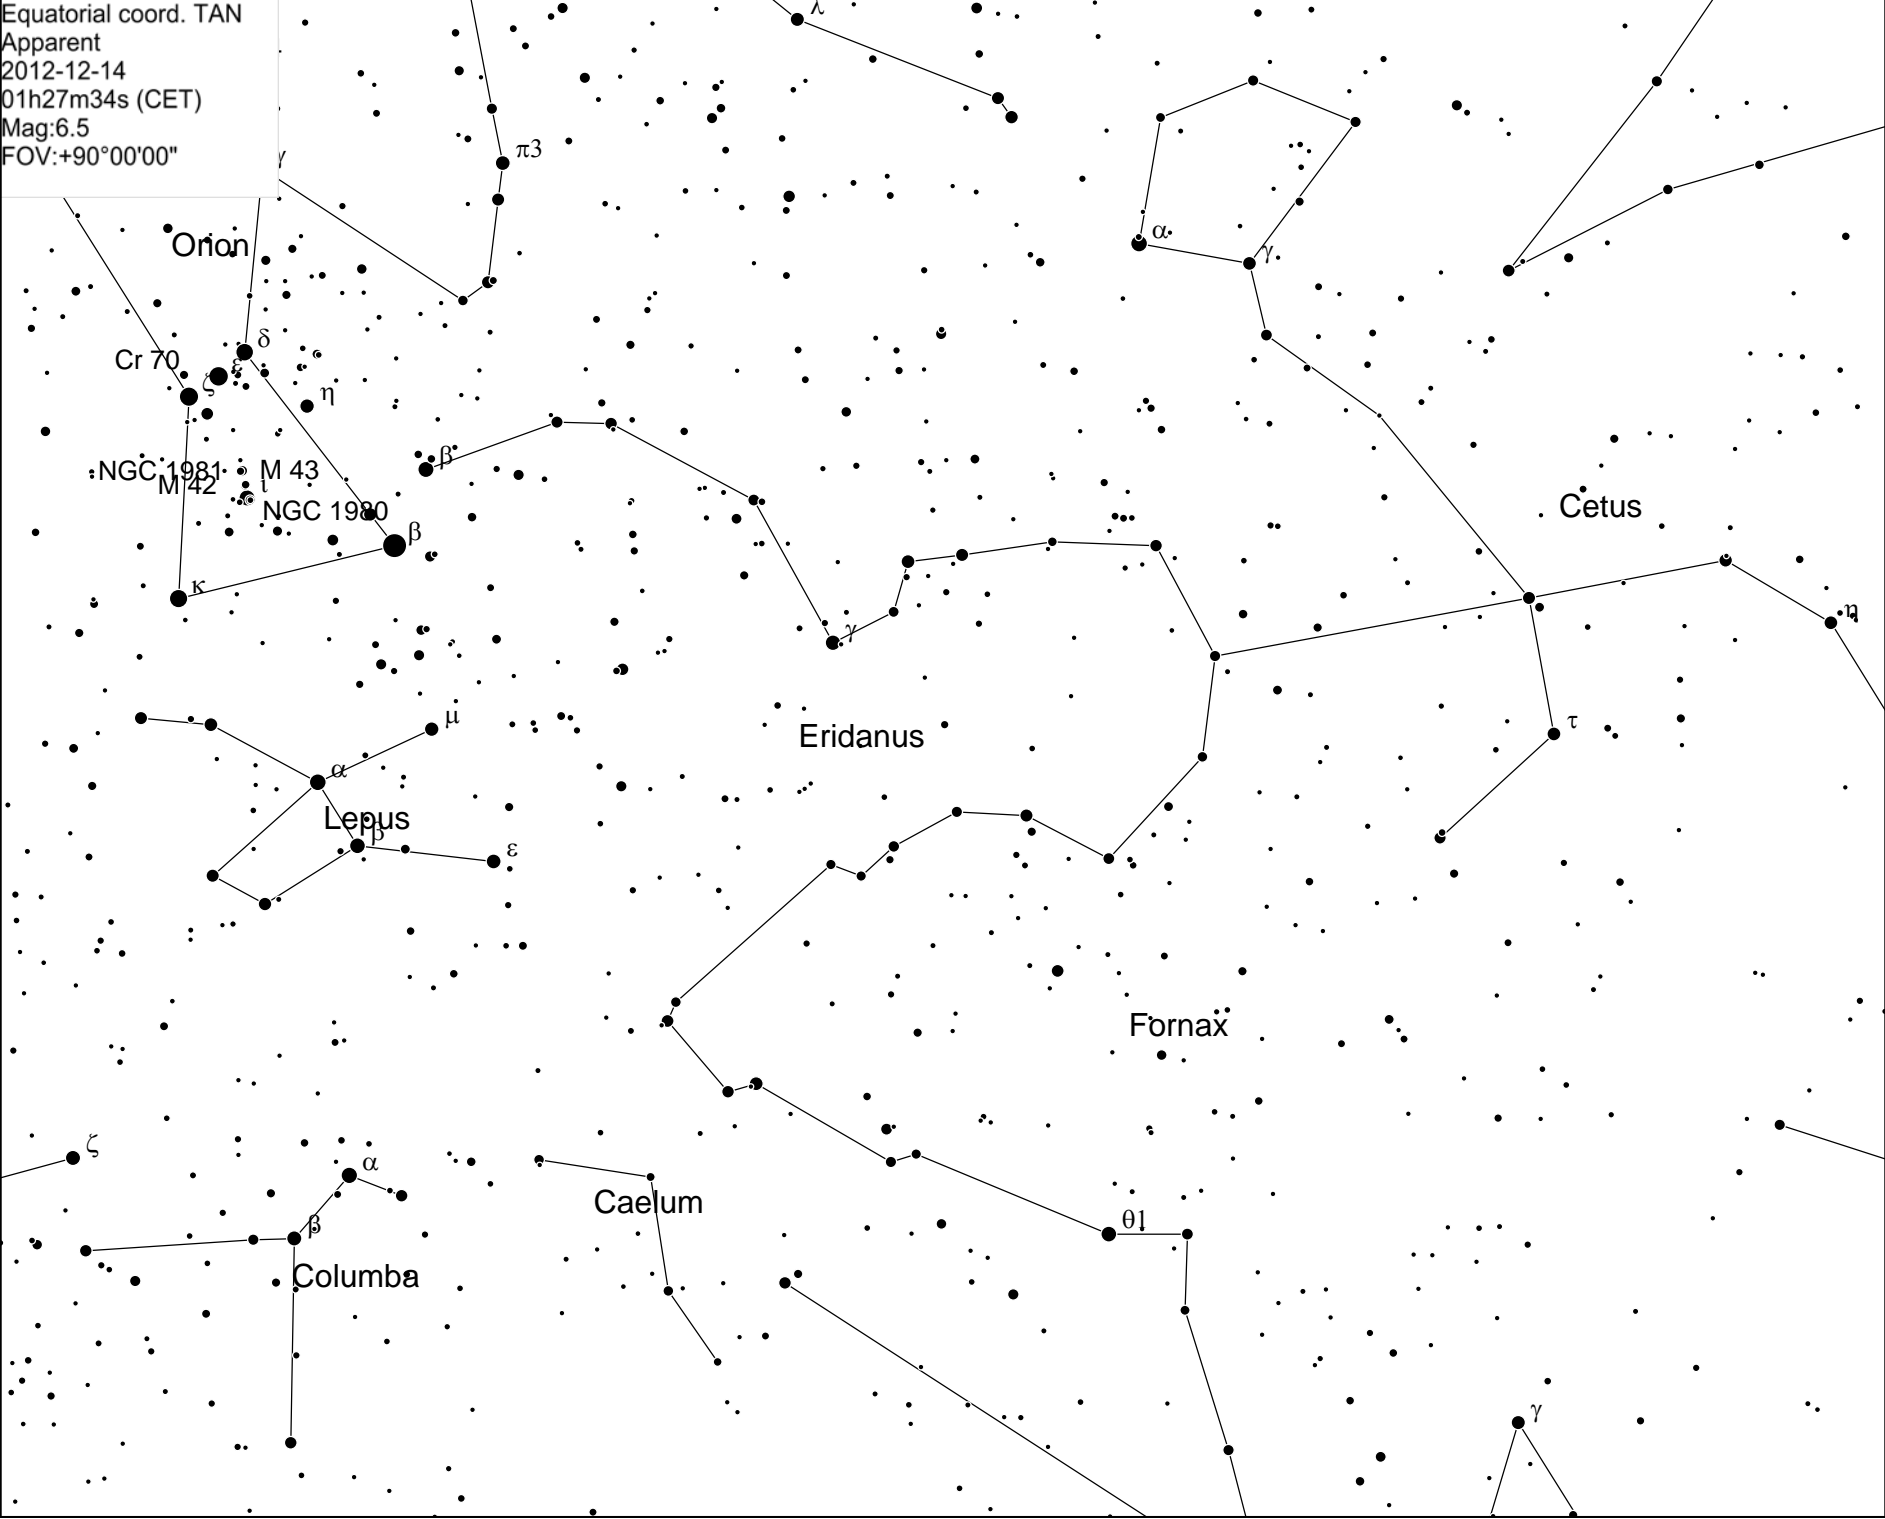 Equatorial coord. TAN
Apparent
2012-12-14
01h27m34s (CET)
Mag:6.5
FOV:+90°00'00"
λ
π3
γ
α
γ
Orion
δ
Cr 70
ε
ζ
η
β
NGC 1981
M 43
M 42
ι
NGC 1980
Cetus
β
κ
η
γ
μ
τ
Eridanus
α
Lepus
β
ε
Fornax
ζ
α
Caelum
θ1
β
Columba
γ